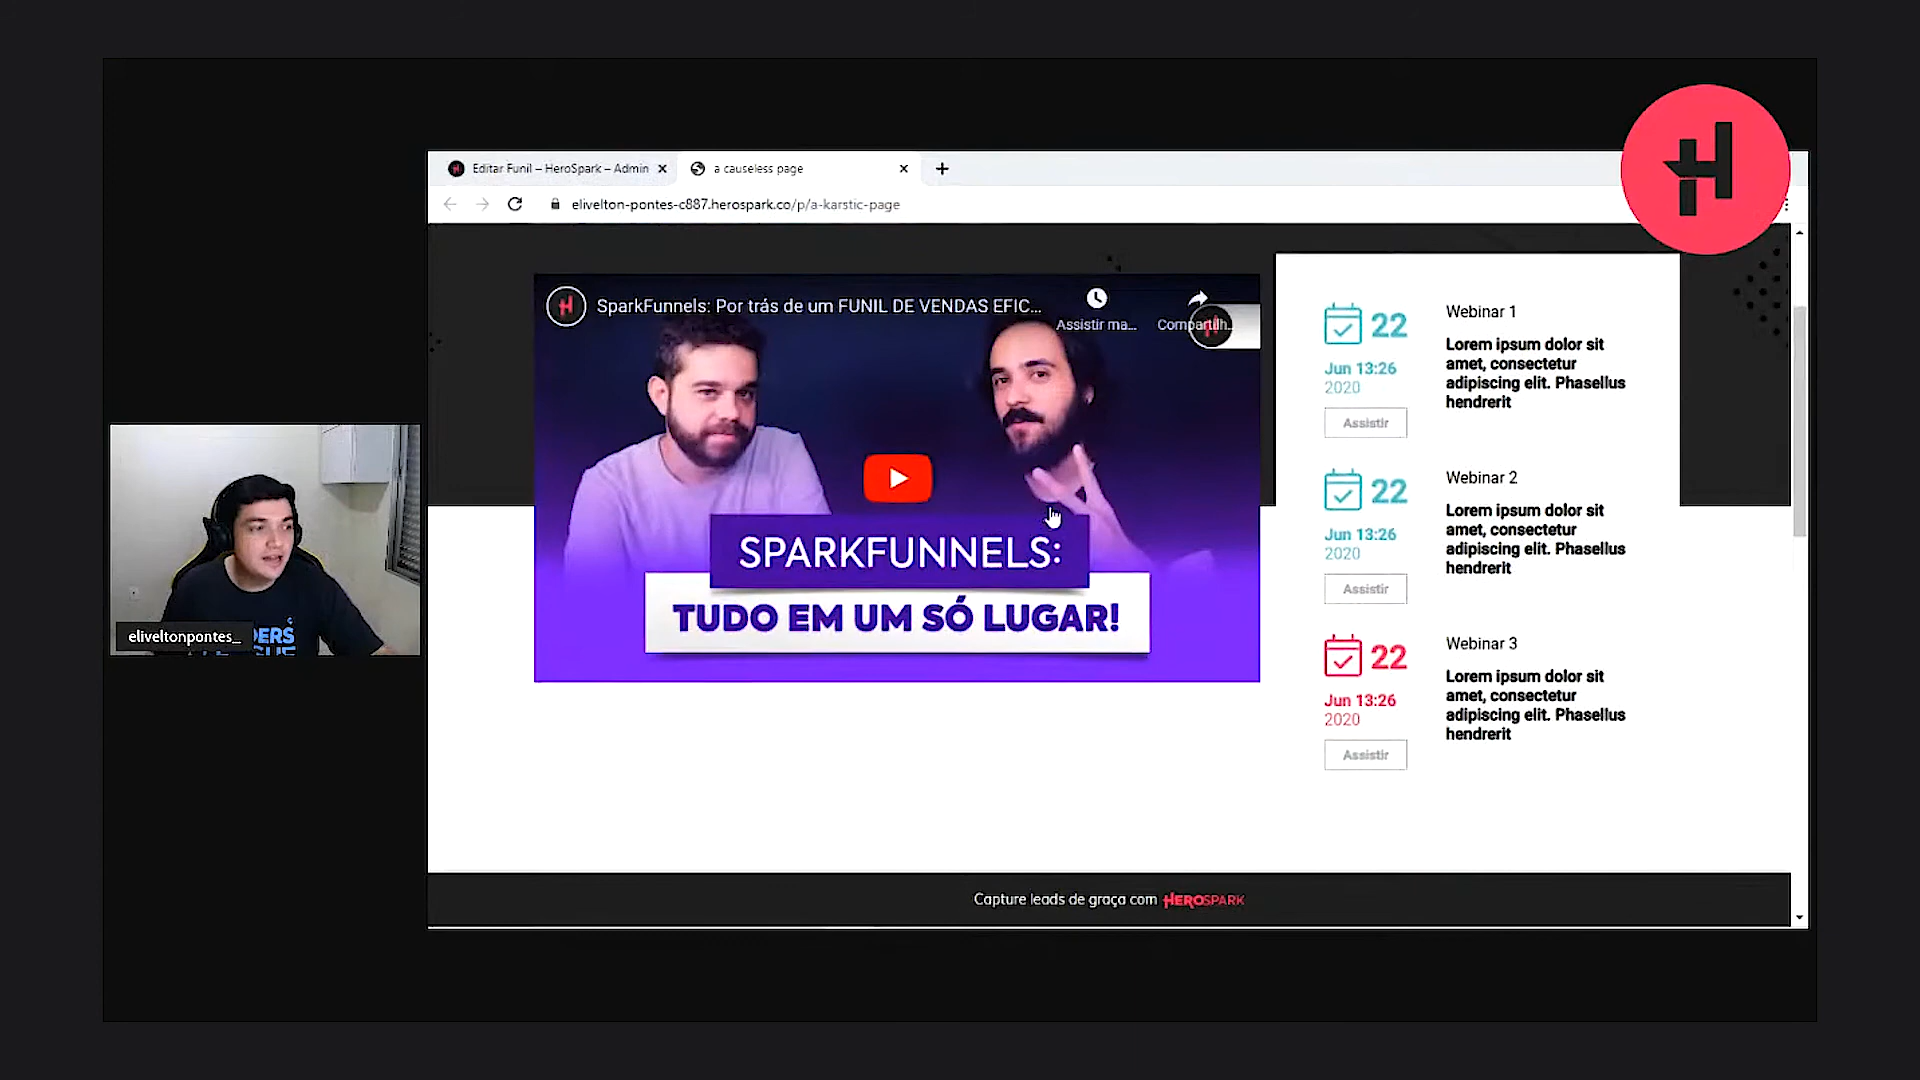 Editar Funil – HeroSpark – Admin
a causeless page
elivelton-pontes-c887.herospark.co/p/a-karstic-page
SparkFunnels: Por trás de um FUNIL DE VENDAS EFIC...
Assistir ma...
Compartilh...
SPARKFUNNELS:
TUDO EM UM SÓ LUGAR!
22
Jun 13:26
2020
Assistir
Webinar 1
Lorem ipsum dolor sit
amet, consectetur
adipiscing elit. Phasellus
hendrerit
22
Jun 13:26
2020
Assistir
Webinar 2
Lorem ipsum dolor sit
amet, consectetur
adipiscing elit. Phasellus
hendrerit
22
Jun 13:26
2020
Assistir
Webinar 3
Lorem ipsum dolor sit
amet, consectetur
adipiscing elit. Phasellus
hendrerit
Capture leads de graça com HEROSPARK
eliveltonpontes_